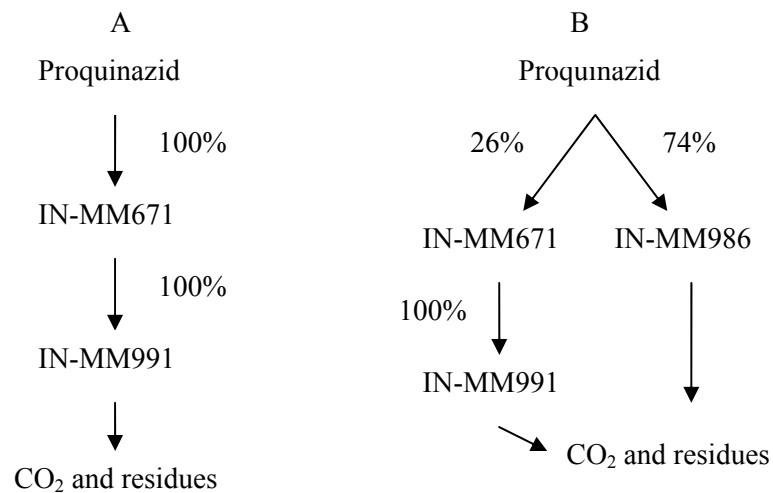 A
Proquinazid
100%
IN-MM671
100%
IN-MM991
CO₂ and residues
B
Proquinazid
26% 74%
IN-MM671 IN-MM986
100%
IN-MM991
CO₂ and residues